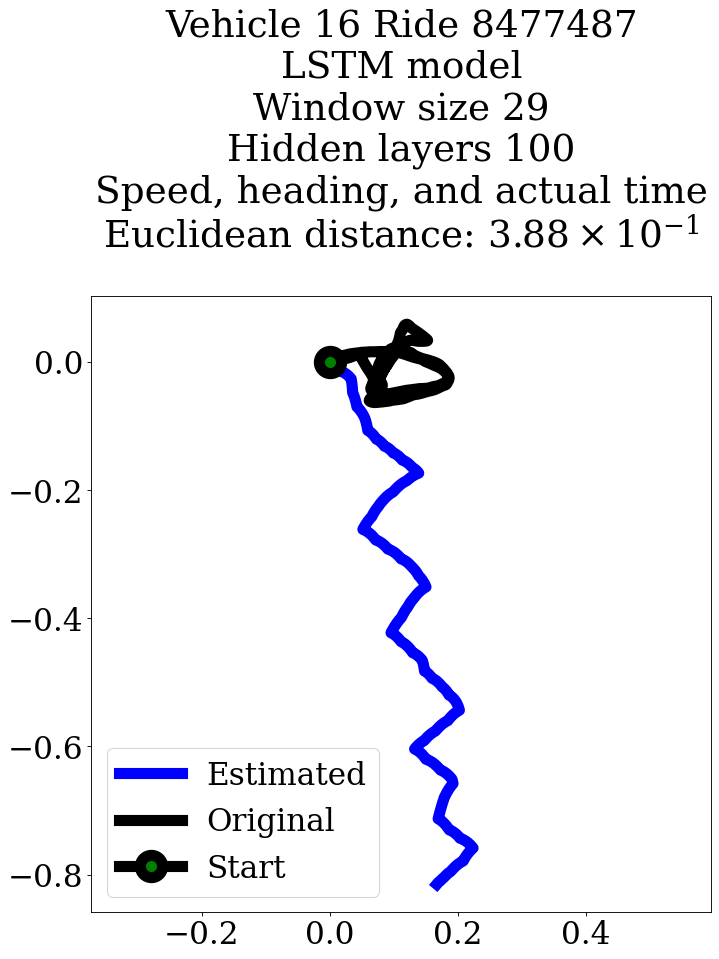 Vehicle 16 Ride 8477487
LSTM model
Window size 29
Hidden layers 100
Speed, heading, and actual time
Euclidean distance: 3.88 × 10⁻¹
0.0
−0.2
−0.4
−0.6
−0.8
Estimated
Original
Start
−0.2 0.0 0.2 0.4